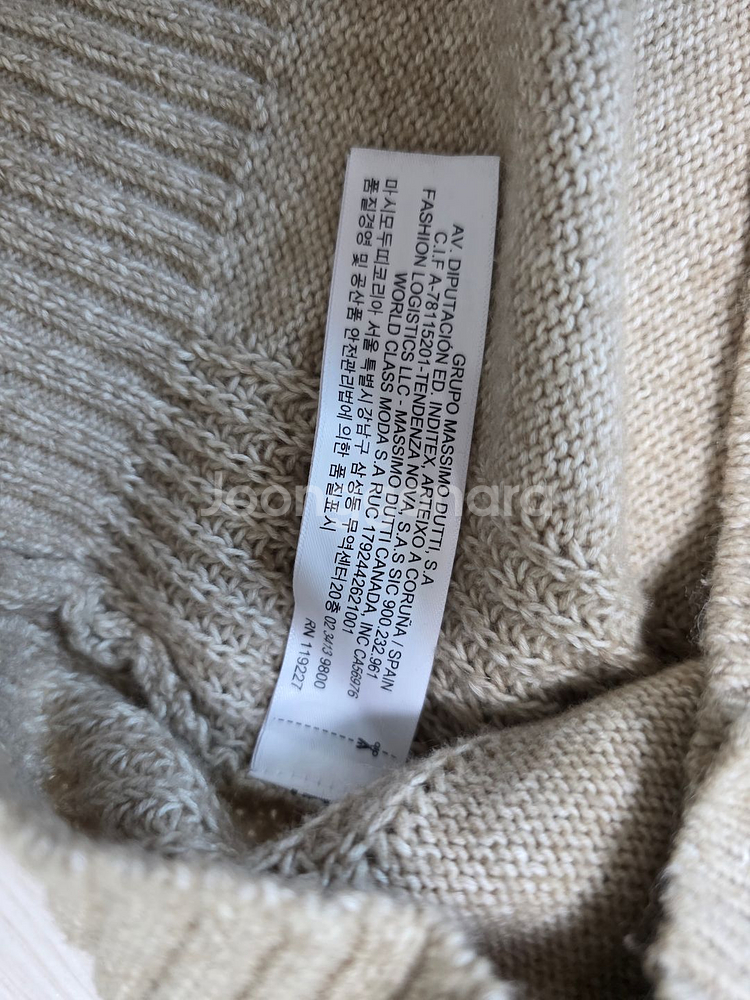 GRUPO MASSIMO DUTTI, S.A
AV. DIPUTACIÓN ED. INDITEX, ARTEIXO, A CORUÑA / SPAIN
C.I.F A-78115201-TENDENZA NOVA, S.A.S SIC 900.232.961
FASHION LOGISTICS LLC - MASSIMO DUTTI CANADA, INC CA56976
WORLD CLASS MODA S.A RUC 1792442621001
마시모두띠코리아 서울 특별시 강남구 삼성동 무역센터20층 02.3413 9800
품질경영 및 공산품 안전관리법에 의한 품질표시
RN 119227
Joonggonara